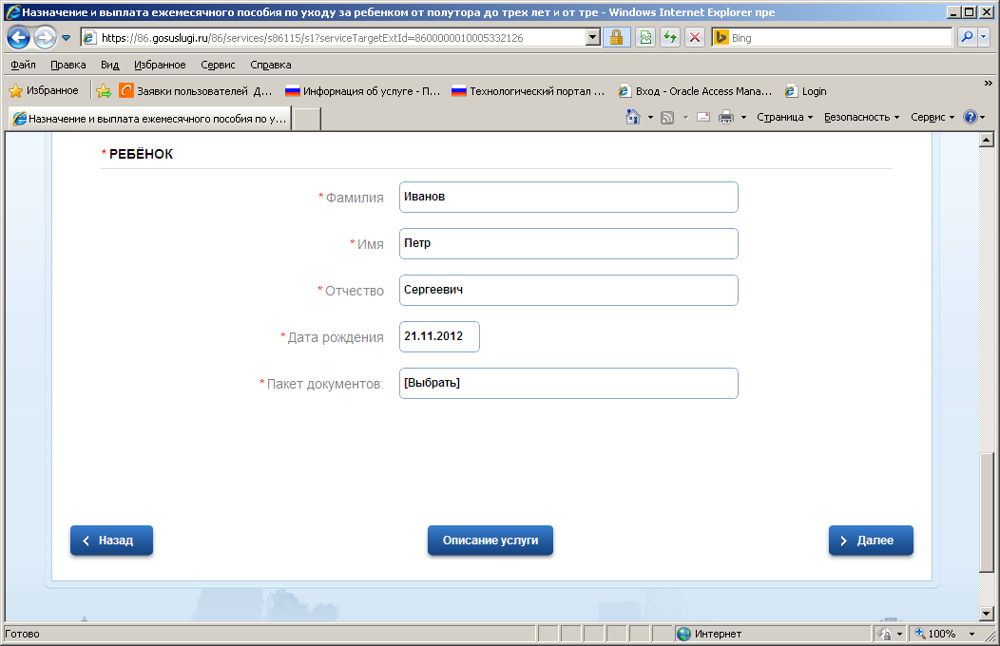 Назначение и выплата ежемесячного пособия по уходу за ребенком от полутора до трех лет и от тре - Windows Internet Explorer пре
https://86.gosuslugi.ru/86/services/s86115/s1?serviceTargetExtId=8600000010005332126
Bing
Файл Правка Вид Избранное Сервис Справка
Избранное Заявки пользователей Д... Информация об услуге - П... Технологический портал ... Вход - Oracle Access Mana... Login
Назначение и выплата ежемесячного пособия по у...
Страница Безопасность Сервис
* РЕБЁНОК
* Фамилия Иванов
* Имя Петр
* Отчество Сергеевич
* Дата рождения 21.11.2012
* Пакет документов: [Выбрать]
Назад Описание услуги Далее
Готово Интернет 100%